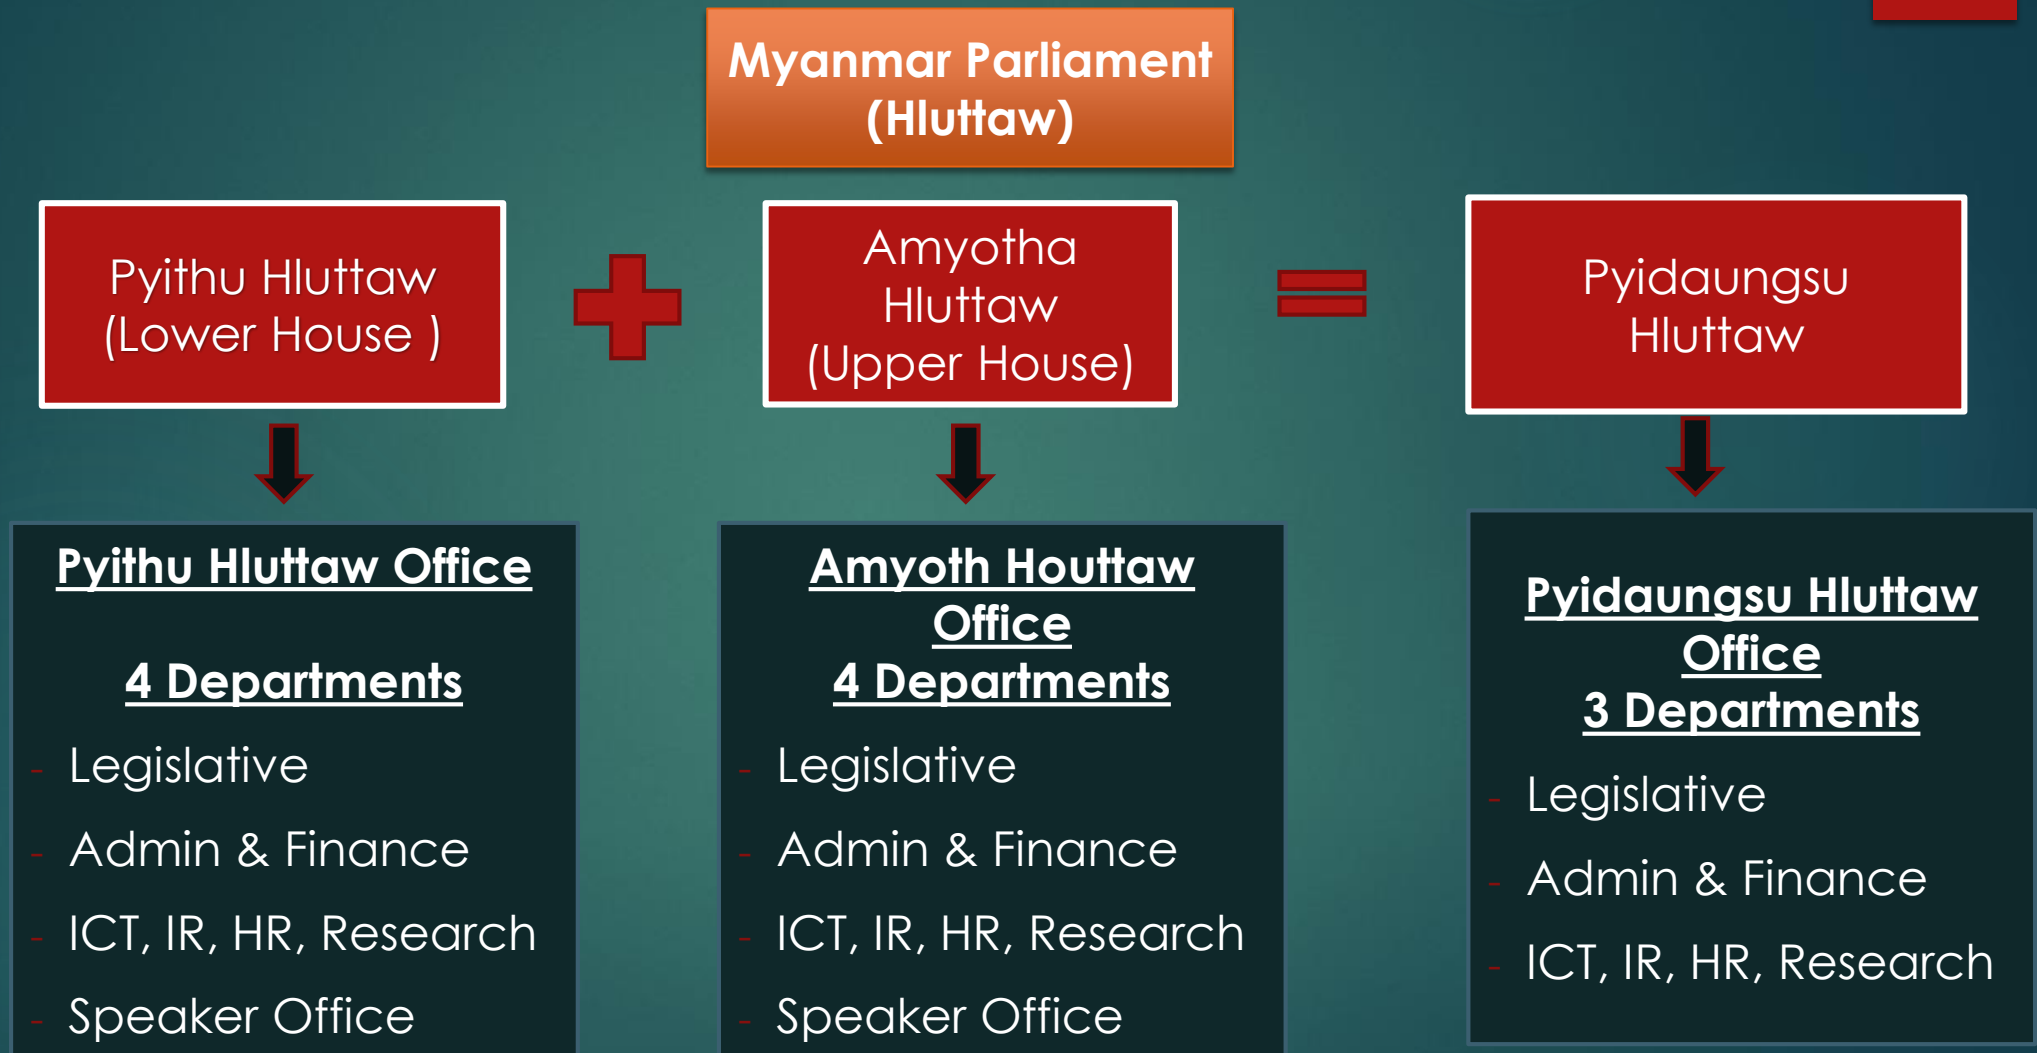 Myanmar Parliament
(Hluttaw)
Pyithu Hluttaw
(Lower House )
Amyotha
Hluttaw
(Upper House)
Pyidaungsu
Hluttaw
Pyithu Hluttaw Office
4 Departments
- Legislative
- Admin & Finance
- ICT, IR, HR, Research
- Speaker Office
Amyoth Houttaw
Office
4 Departments
- Legislative
- Admin & Finance
- ICT, IR, HR, Research
- Speaker Office
Pyidaungsu Hluttaw
Office
3 Departments
- Legislative
- Admin & Finance
- ICT, IR, HR, Research